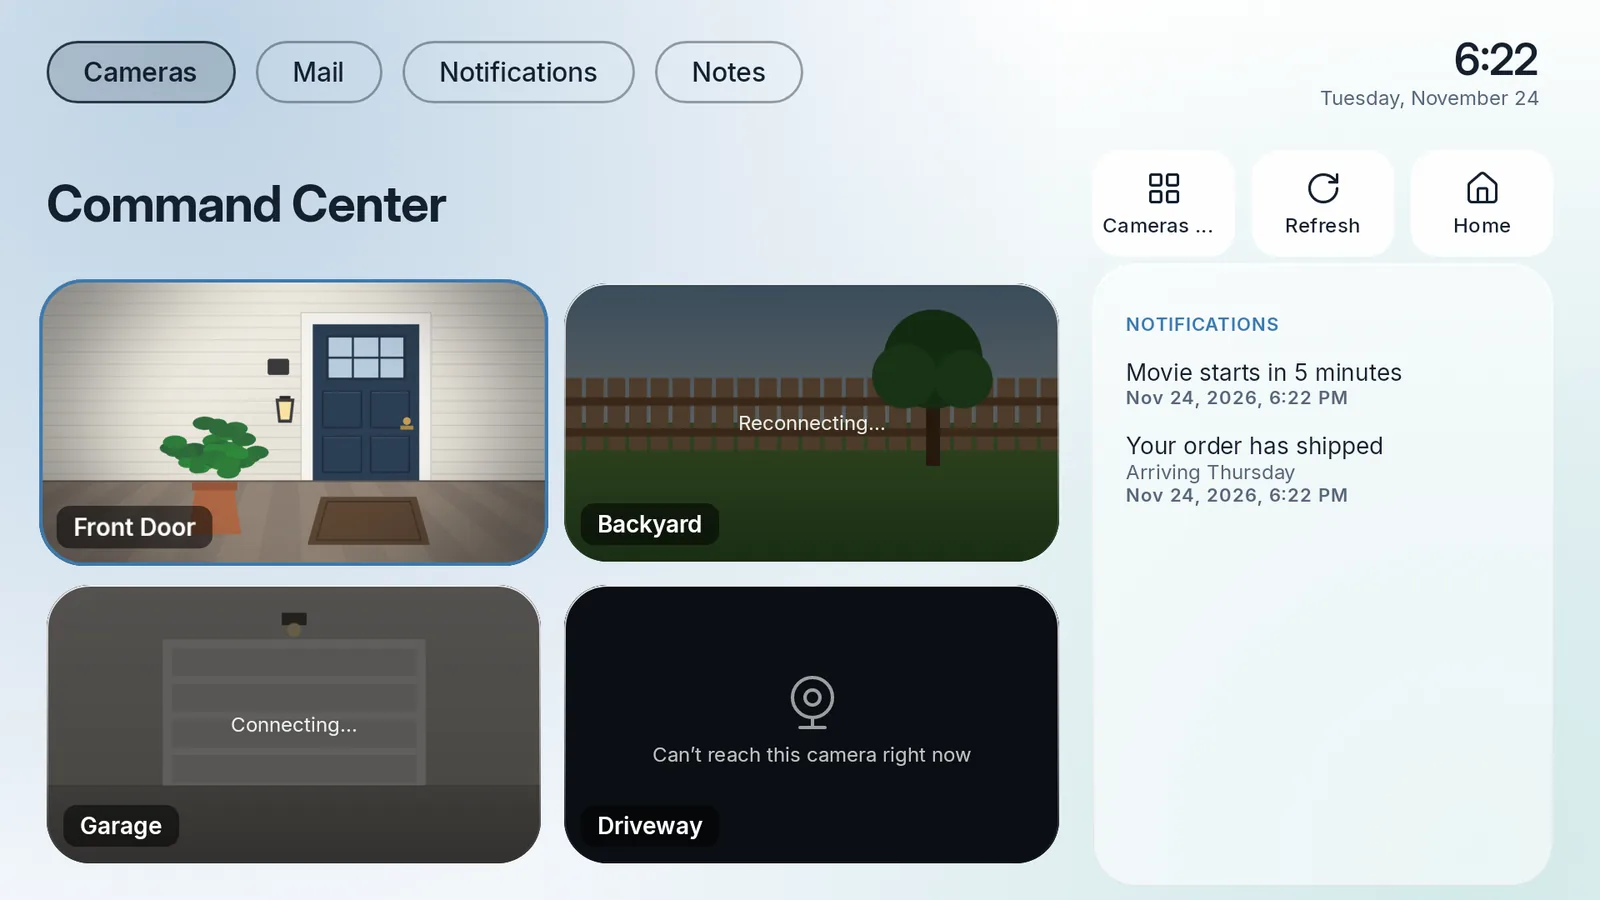 Cameras
Mail
Notifications
Notes
6:22
Tuesday, November 24
Command Center
Cameras ...
Refresh
Home
Front Door
Reconnecting...
Backyard
Connecting...
Garage
Can’t reach this camera right now
Driveway
NOTIFICATIONS
Movie starts in 5 minutes
Nov 24, 2026, 6:22 PM
Your order has shipped
Arriving Thursday
Nov 24, 2026, 6:22 PM